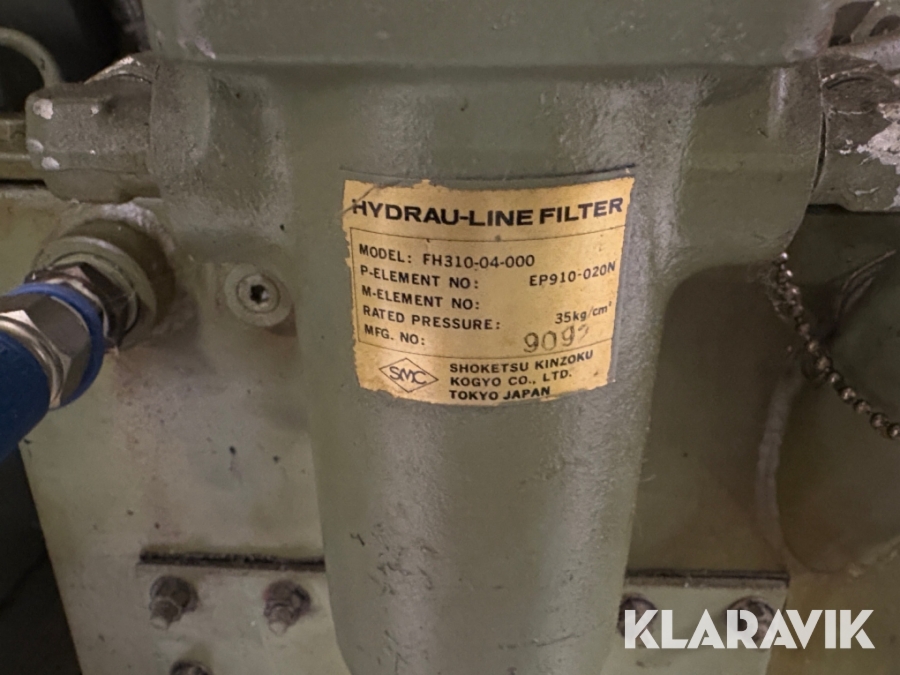 HYDRAU-LINE FILTER
MODEL: FH310-04-000
P-ELEMENT NO: EP910-020N
M-ELEMENT NO:
RATED PRESSURE: 35kg/cm²
MFG. NO:
SMC
SHOKETSU KINZOKU
KOGYO CO., LTD.
TOKYO JAPAN
KLARAVIK